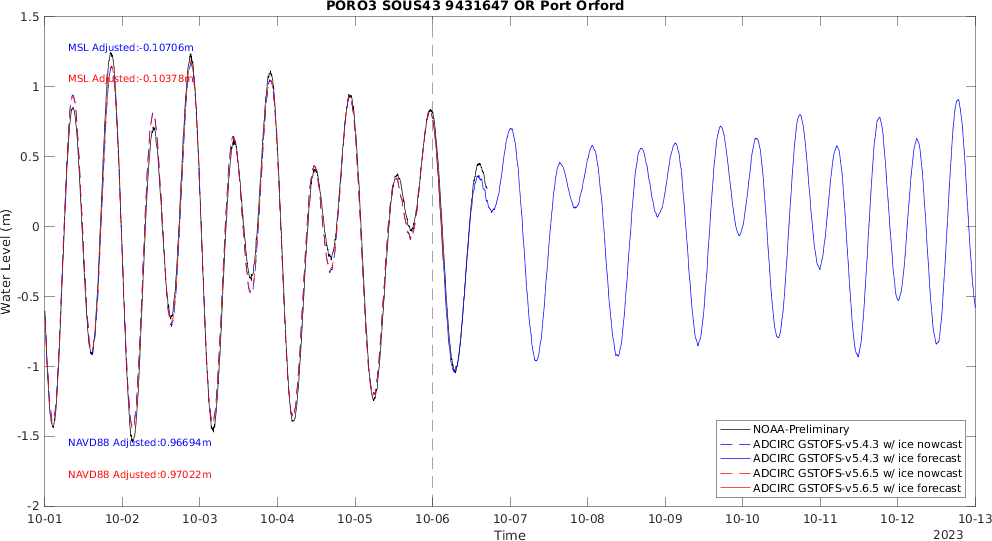 PORO3 SOUS43 9431647 OR Port Orford
1.5
MSL Adjusted:-0.10706m
MSL Adjusted:-0.10378m
1
0.5
0
-0.5
-1
-1.5
-2
Water Level (m)
NAVD88 Adjusted:0.96694m
NAVD88 Adjusted:0.97022m
NOAA-Preliminary
ADCIRC GSTOFS-v5.4.3 w/ ice nowcast
ADCIRC GSTOFS-v5.4.3 w/ ice forecast
ADCIRC GSTOFS-v5.6.5 w/ ice nowcast
ADCIRC GSTOFS-v5.6.5 w/ ice forecast
10-01 10-02 10-03 10-04 10-05 10-06 10-07 10-08 10-09 10-10 10-11 10-12 10-13
Time
2023